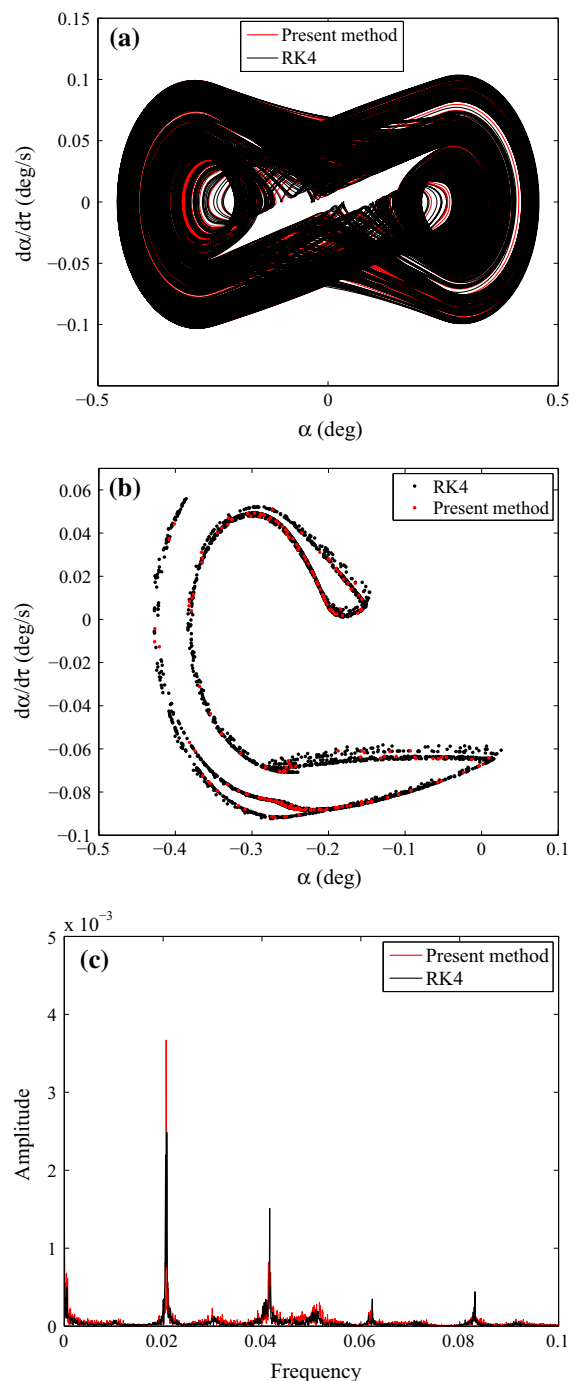 (a)
Present method
RK4
0.15
0.1
0.05
0
−0.05
−0.1
dα/dτ (deg/s)
−0.5
0
0.5
α (deg)
(b)
RK4
Present method
0.06
0.04
0.02
0
−0.02
−0.04
−0.06
−0.08
−0.1
dα/dτ (deg/s)
−0.5
−0.4
−0.3
−0.2
−0.1
0
0.1
α (deg)
x 10−3
(c)
Present method
RK4
5
4
3
2
1
0
Amplitude
0
0.02
0.04
0.06
0.08
0.1
Frequency